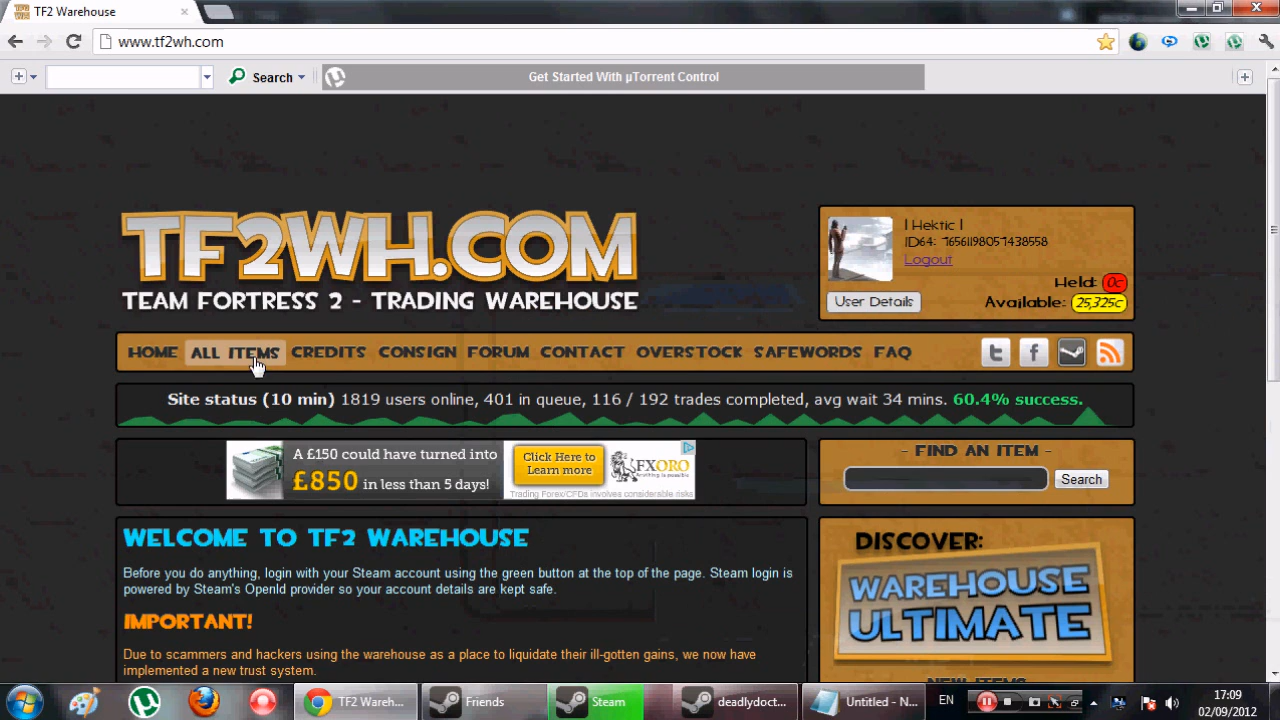 TF2 Warehouse
www.tf2wh.com
Search
Get Started With µTorrent Control
TF2WH.COM
TEAM FORTRESS 2 - TRADING WAREHOUSE
| Hektic |
ID64: 76561198057438558
Logout
Held: 0c
User Details
Available: 25,325c
HOME ALL ITEMS CREDITS CONSIGN FORUM CONTACT OVERSTOCK SAFEWORDS FAQ
Site status (10 min) 1819 users online, 401 in queue, 116 / 192 trades completed, avg wait 34 mins. 60.4% success.
A £150 could have turned into
£850 in less than 5 days!
Click Here to
Learn more
FXORO
Anything is possible
Trading Forex/CFDs involves considerable risks
- FIND AN ITEM -
Search
WELCOME TO TF2 WAREHOUSE
Before you do anything, login with your Steam account using the green button at the top of the page. Steam login is
powered by Steam's OpenId provider so your account details are kept safe.
IMPORTANT!
Due to scammers and hackers using the warehouse as a place to liquidate their ill-gotten gains, we now have
implemented a new trust system.
DISCOVER:
WAREHOUSE
ULTIMATE
NEW ITEMS
TF2 Wareh...
Friends
Steam
deadlydoct...
Untitled - N...
EN
17:09
02/09/2012